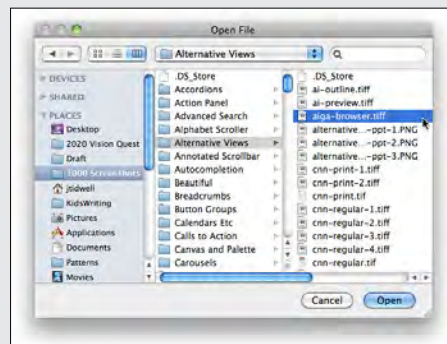 Open File
Alternative Views
DEVICES
SHARED
PLACES
Desktop
2020 Vision Quest
Draft
1000 Screenshots
jtidwell
KidsWriting
Pictures
Applications
Documents
Patterns
Movies
.DS_Store
Accordions
Action Panel
Advanced Search
Alphabet Scroller
Alternative Views
Annotated Scrollbar
Autocompletion
Beautiful
Breadcrumbs
Button Groups
Calendars Etc
Calls to Action
Canvas and Palette
Carousels
.DS_Store
ai-outline.tiff
ai-preview.tiff
aiga-browser.tiff
alternative...-ppt-1.PNG
alternative...-ppt-2.PNG
alternative...-ppt-3.PNG
cnn-print-1.tiff
cnn-print-2.tiff
cnn-print.tif
cnn-regular-1.tiff
cnn-regular-2.tiff
cnn-regular-3.tiff
cnn-regular-4.tiff
cnn-regular.tif
Cancel
Open